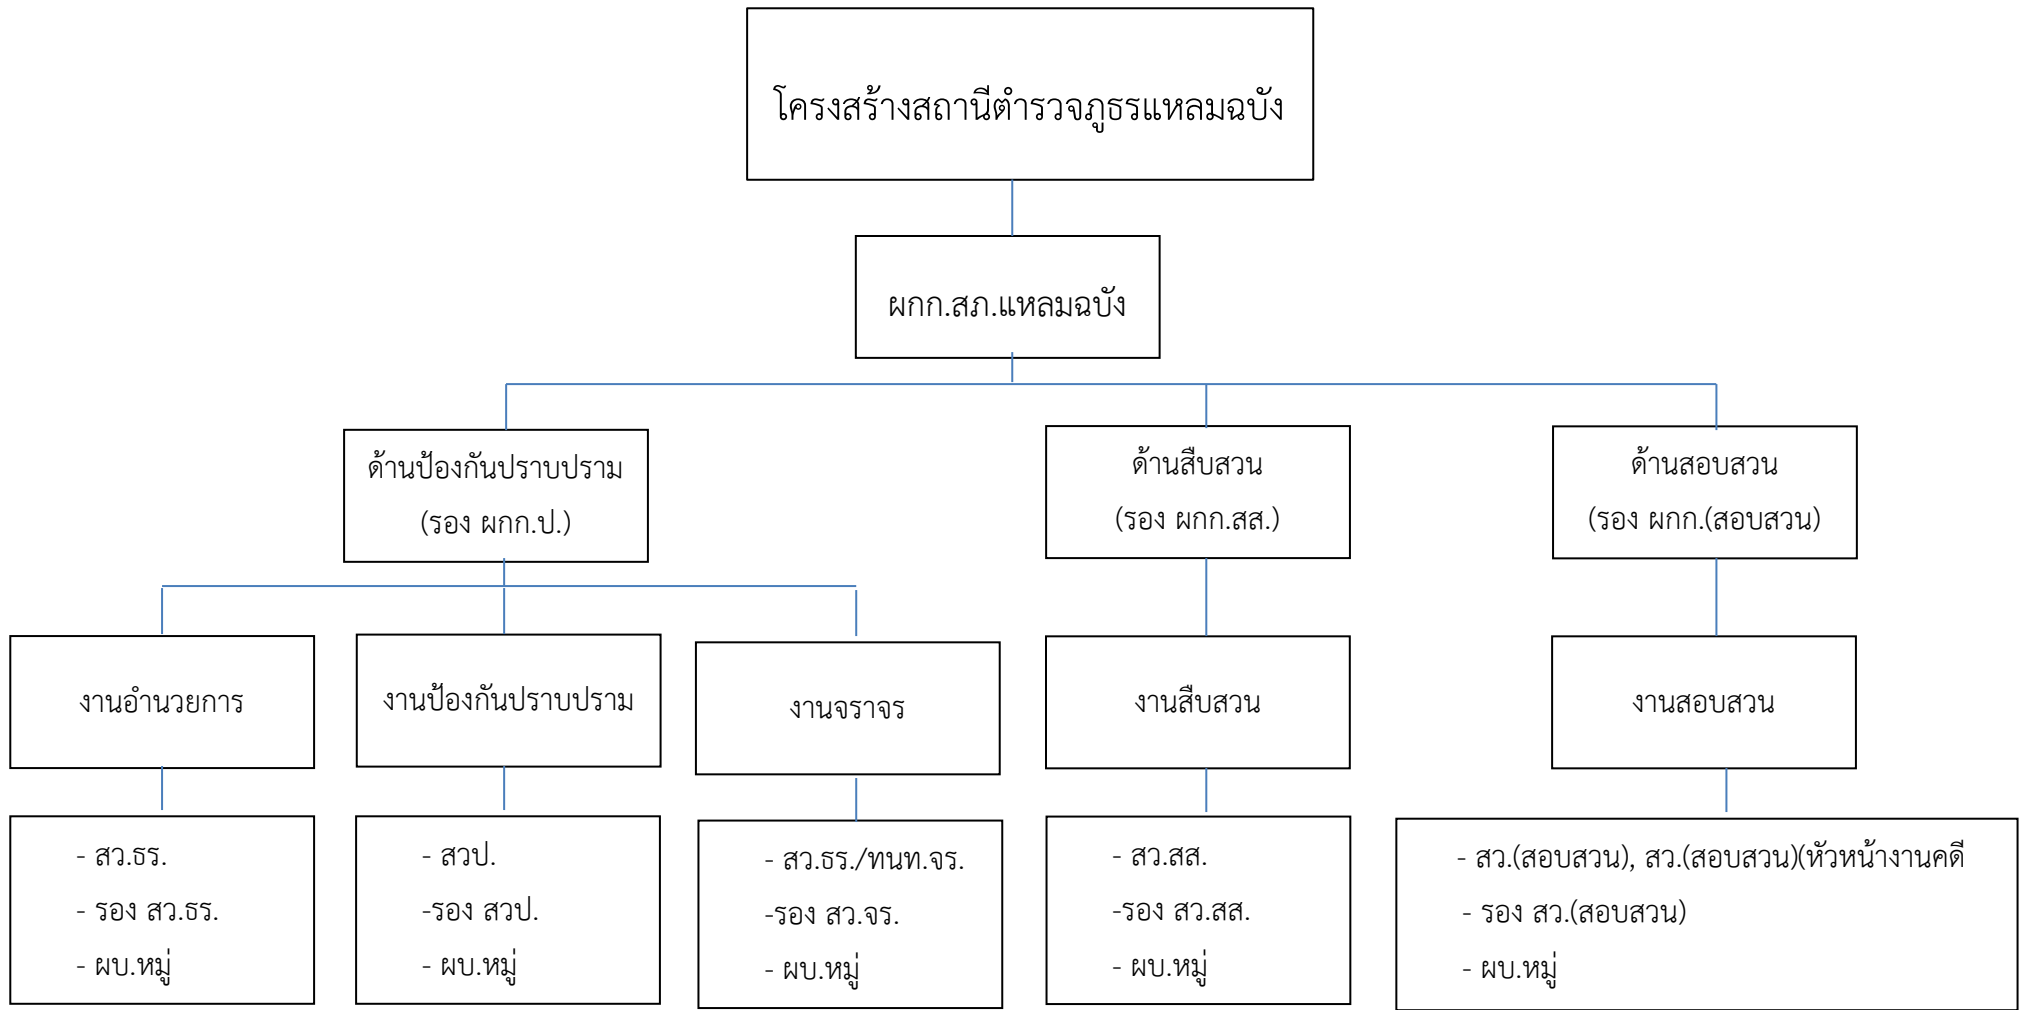 โครงสร้างสถานีตำรวจภูธรแหลมฉบัง
ผกก.สภ.แหลมฉบัง
ด้านป้องกันปราบปราม
(รอง ผกก.ป.)
ด้านสืบสวน
(รอง ผกก.สส.)
ด้านสอบสวน
(รอง ผกก.(สอบสวน)
งานอำนวยการ
งานป้องกันปราบปราม
งานจราจร
งานสืบสวน
งานสอบสวน
- สว.ธร.
- รอง สว.ธร.
- ผบ.หมู่
- สวป.
-รอง สวป.
- ผบ.หมู่
- สว.ธร./ทนท.จร.
-รอง สว.จร.
- ผบ.หมู่
- สว.สส.
-รอง สว.สส.
- ผบ.หมู่
- สว.(สอบสวน), สว.(สอบสวน)(หัวหน้างานคดี
- รอง สว.(สอบสวน)
- ผบ.หมู่